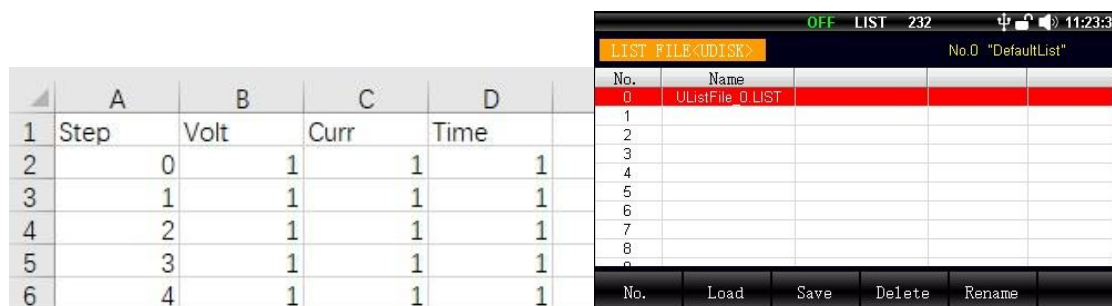 A B C D
1 Step Volt Curr Time
2 0 1 1 1
3 1 1 1 1
4 2 1 1 1
5 3 1 1 1
6 4 1 1 1
OFF LIST 232 11:23:3
LIST FILE<UDISK> No.0 "DefaultList"
No. Name
0 UListFile_0.LIST
1
2
3
4
5
6
7
8
No. Load Save Delete Rename